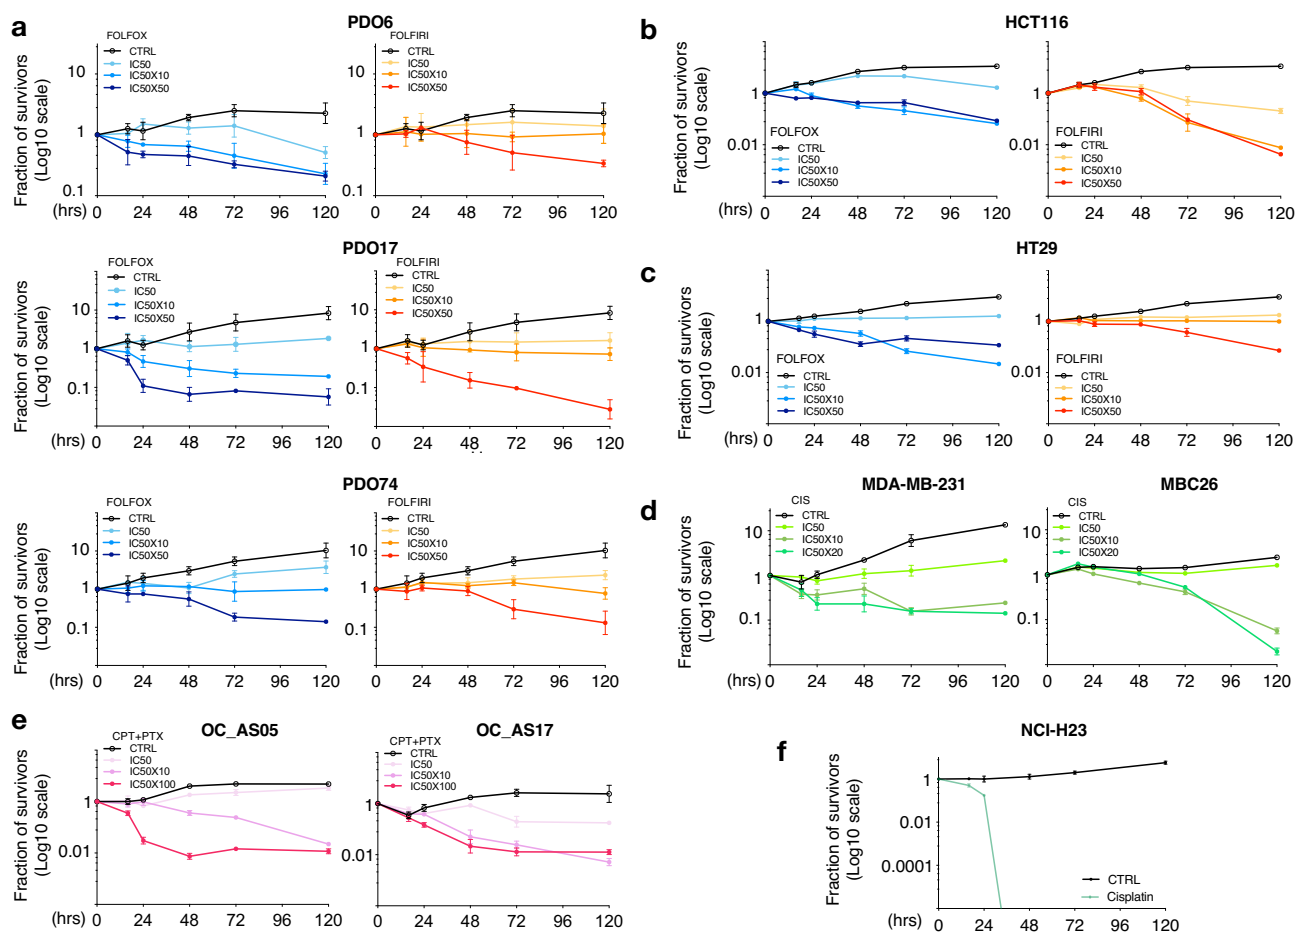 a
PDO6
Fraction of survivors
(Log10 scale)
FOLFOX
CTRL
IC50
IC50X10
IC50X50
10
1
0.1
(hrs)
0 24 48 72 96 120
FOLFIRI
CTRL
IC50
IC50X10
IC50X50
10
1
0.1
0 24 48 72 96 120
PDO17
Fraction of survivors
(Log10 scale)
FOLFOX
CTRL
IC50
IC50X10
IC50X50
10
1
0.1
(hrs)
0 24 48 72 96 120
FOLFIRI
CTRL
IC50
IC50X10
IC50X50
10
1
0.1
0 24 48 72 96 120
PDO74
Fraction of survivors
(Log10 scale)
FOLFOX
CTRL
IC50
IC50X10
IC50X50
10
1
0.1
(hrs)
0 24 48 72 96 120
FOLFIRI
CTRL
IC50
IC50X10
IC50X50
10
1
0.1
0 24 48 72 96 120
b
HCT116
Fraction of survivors
(Log10 scale)
1
0.01
FOLFOX
CTRL
IC50
IC50X10
IC50X50
(hrs)
0 24 48 72 96 120
1
0.01
FOLFIRI
CTRL
IC50
IC50X10
IC50X50
0 24 48 72 96 120
c
HT29
Fraction of survivors
(Log10 scale)
1
0.01
FOLFOX
CTRL
IC50
IC50X10
IC50X50
(hrs)
0 24 48 72 96 120
1
0.01
FOLFIRI
CTRL
IC50
IC50X10
IC50X50
0 24 48 72 96 120
d
MDA-MB-231
Fraction of survivors
(Log10 scale)
CIS
CTRL
IC50
IC50X10
IC50X20
10
1
0.1
(hrs)
0 24 48 72 96 120
MBC26
CIS
CTRL
IC50
IC50X10
IC50X20
10
1
0.1
0 24 48 72 96 120
e
OC_AS05
Fraction of survivors
(Log10 scale)
CPT+PTX
CTRL
IC50
IC50X10
IC50X100
1
0.01
(hrs)
0 24 48 72 96 120
OC_AS17
CPT+PTX
CTRL
IC50
IC50X10
IC50X100
1
0.01
0 24 48 72 96 120
f
NCI-H23
Fraction of survivors
(Log10 scale)
1
0.01
0.0001
CTRL
Cisplatin
(hrs)
0 24 48 72 96 120